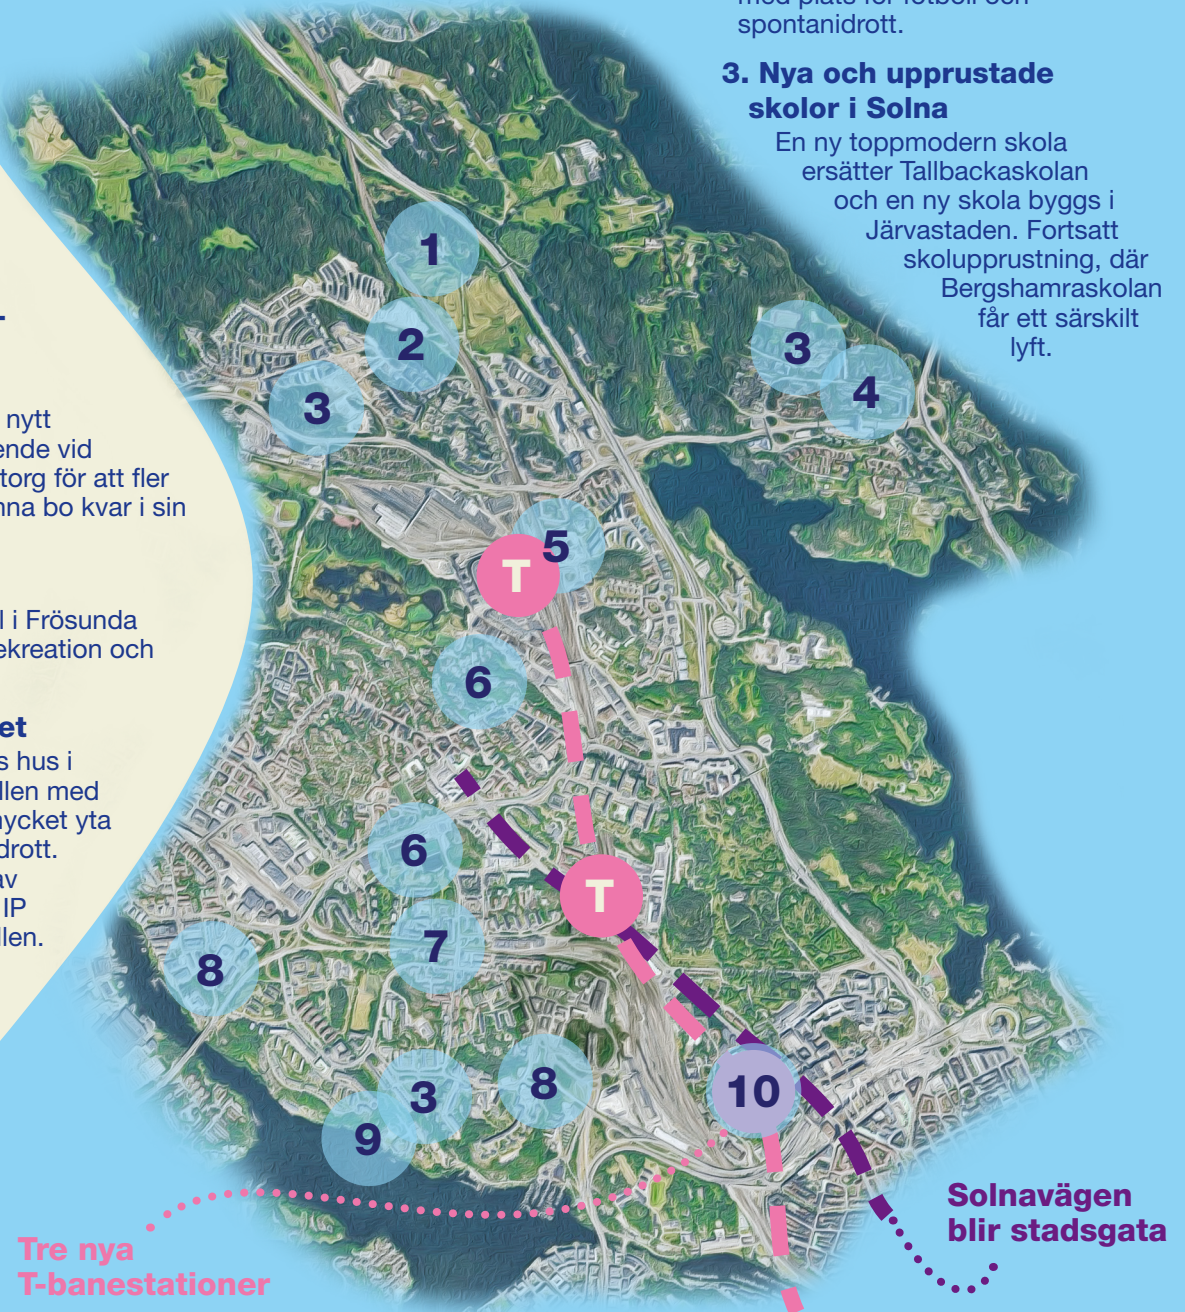 spontanidrott.
3. Nya och upprustade
skolor i Solna
En ny toppmodern skola
ersätter Tallbackaskolan
och en ny skola byggs i
Järvastaden. Fortsatt
skolupprustning, där
Bergshamraskolan
får ett särskilt
lyft.
nytt
ende vid
torg för att fler
nna bo kvar i sin
l i Frösunda
ekreation och
et
s hus i
llen med
nycket yta
drott.
av
IP
llen.
1
2
3
3
4
5
T
6
6
T
7
8
8
3
9
10
Tre nya
T-banestationer
Solnavägen
blir stadsgata